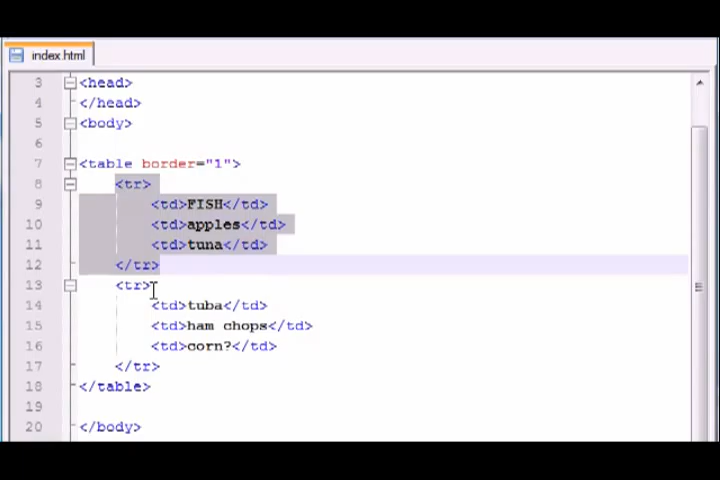 index.html
3 <head>
4 </head>
5 <body>
6
7 <table border="1">
8 <tr>
9 <td>FISH</td>
10 <td>apples</td>
11 <td>tuna</td>
12 </tr>
13 <tr>
14 <td>tuba</td>
15 <td>ham chops</td>
16 <td>corn?</td>
17 </tr>
18 </table>
19
20 </body>